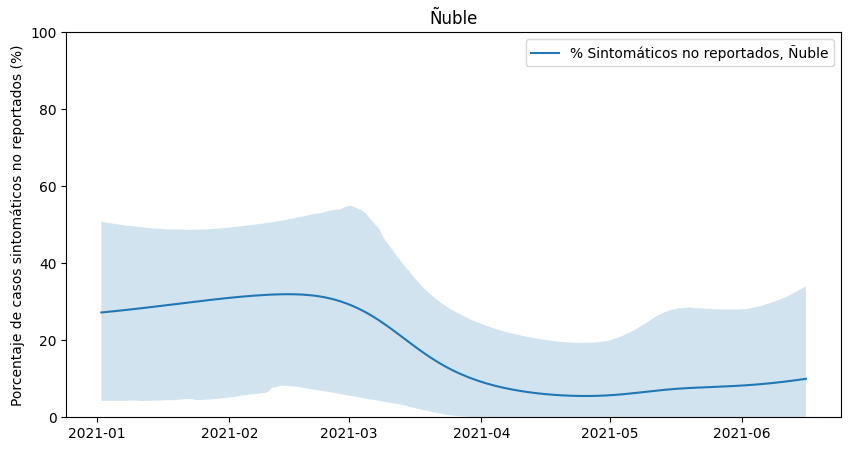 Ñuble
Porcentaje de casos sintomáticos no reportados (%)
% Sintomáticos no reportados, Ñuble
100
80
60
40
20
0
2021-01 2021-02 2021-03 2021-04 2021-05 2021-06